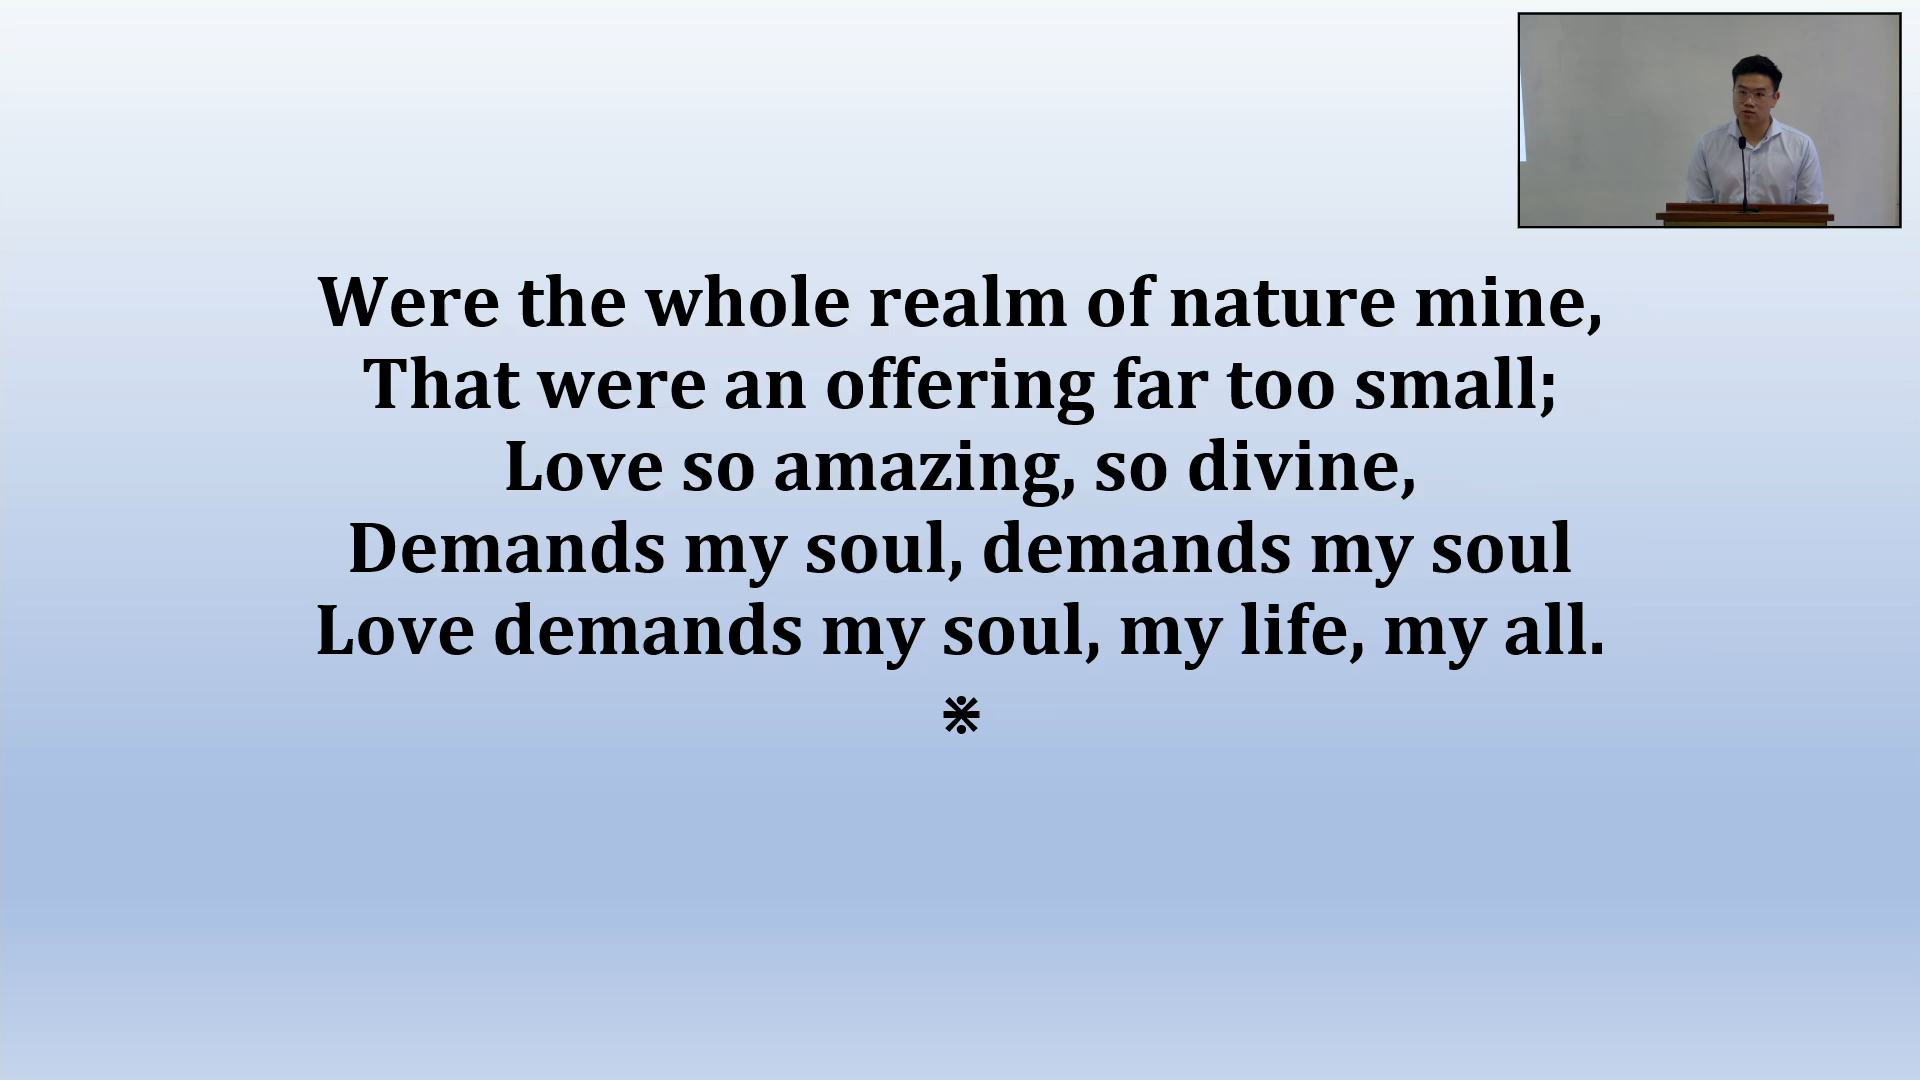 Were the whole realm of nature mine,
That were an offering far too small;
Love so amazing, so divine,
Demands my soul, demands my soul
Love demands my soul, my life, my all.
※